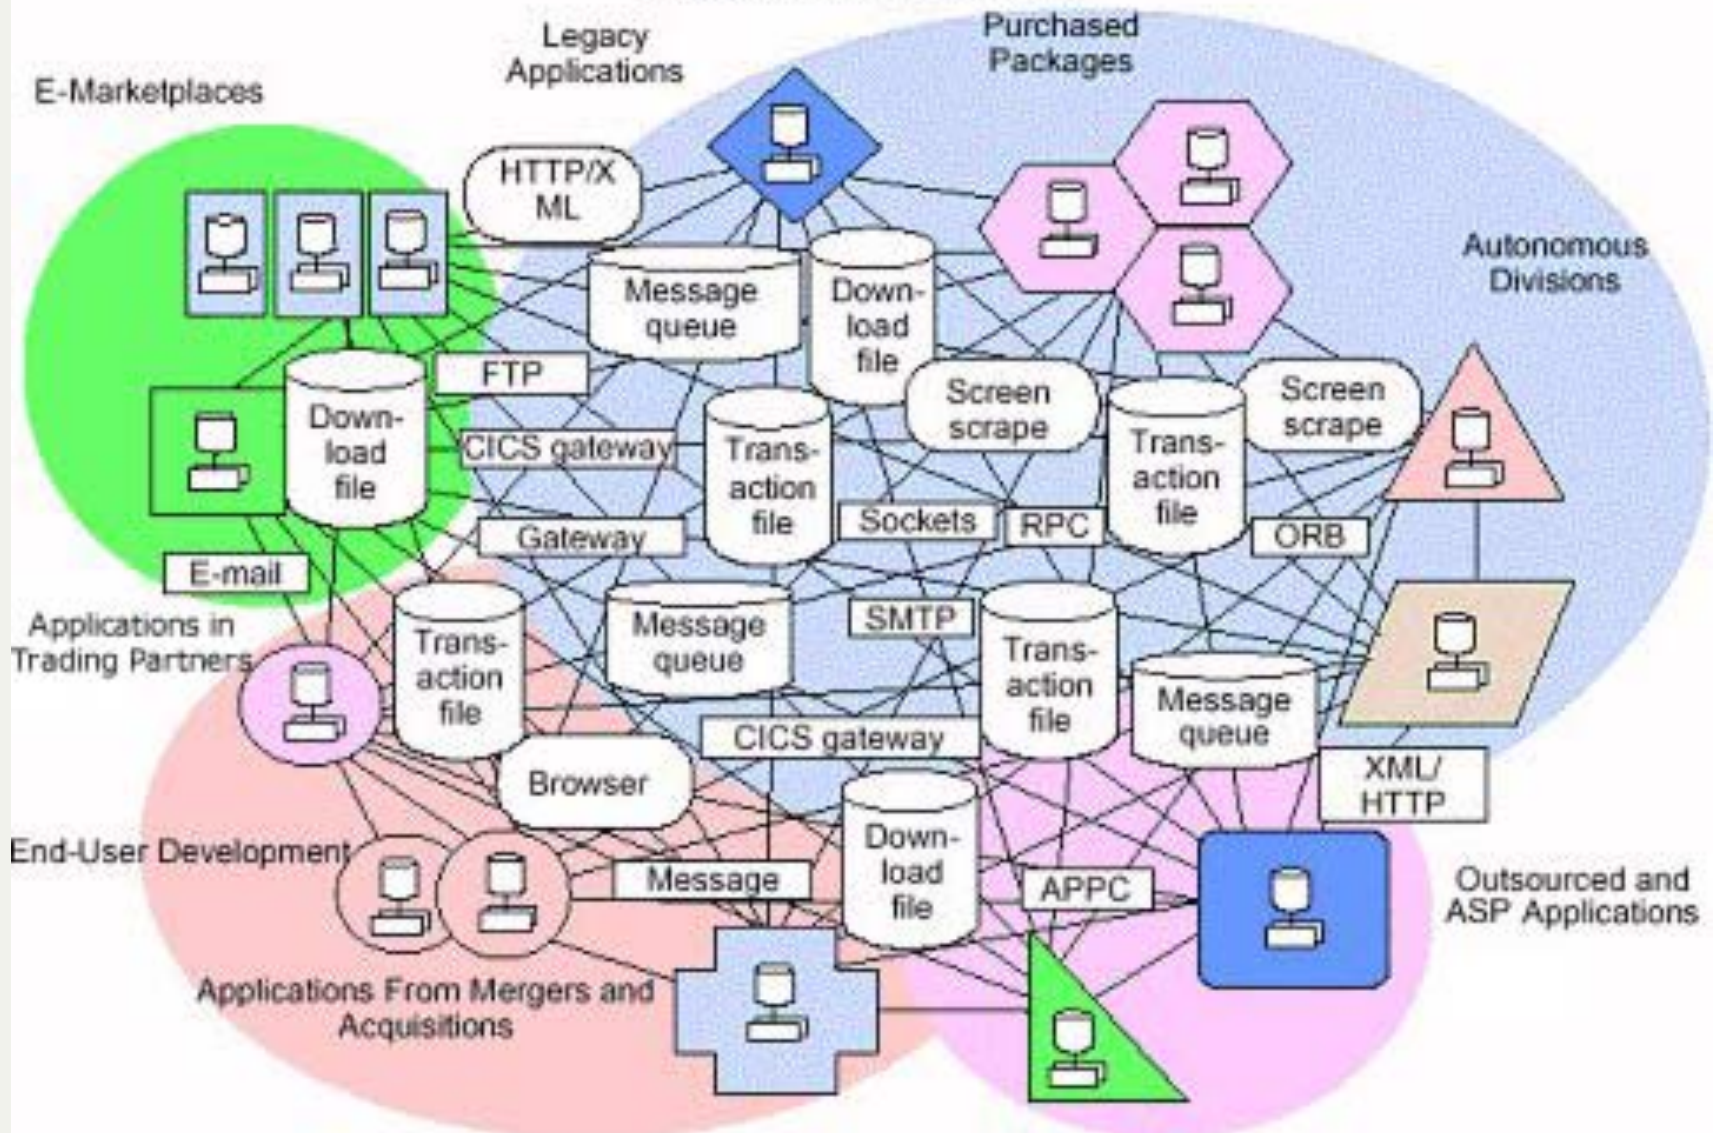 Legacy
Applications
Purchased
Packages
E-Marketplaces
HTTP/X
ML
Autonomous
Divisions
Message
queue
Down-
load
file
FTP
Screen
scrape
Screen
scrape
Down-
load
file
CICS gateway
Trans-
action
file
Trans-
action
file
Gateway
Sockets
RPC
ORB
E-mail
Applications in
Trading Partners
Trans-
action
file
Message
queue
SMTP
Trans-
action
file
Message
queue
CICS gateway
Browser
XML/
HTTP
End-User Development
Down-
load
file
Message
APPC
Outsourced and
ASP Applications
Applications From Mergers and
Acquisitions